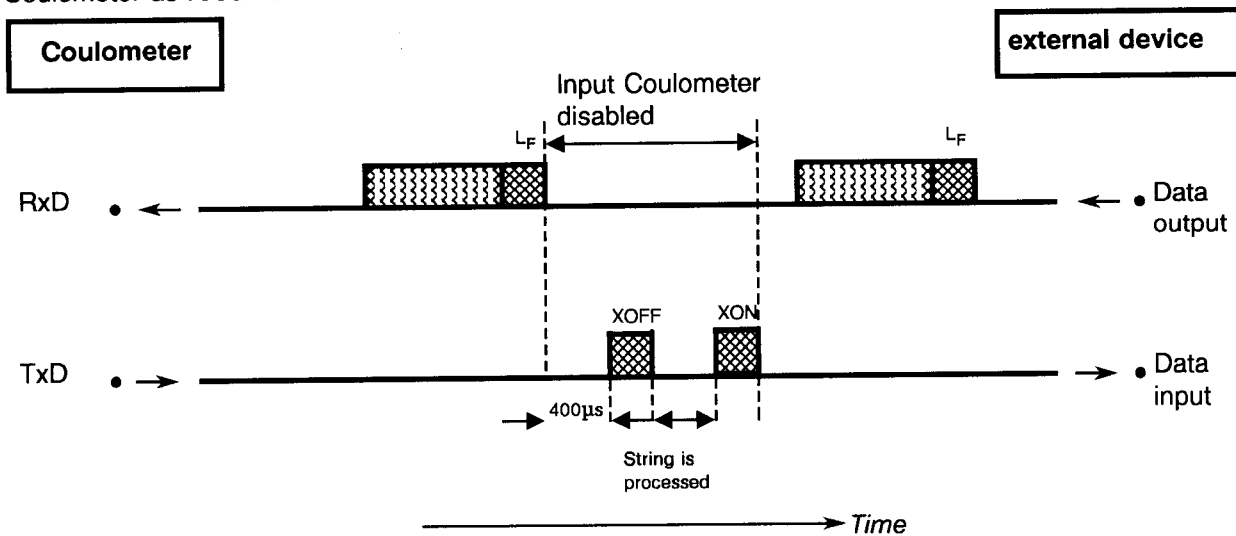 Coulometer
external device
Input Coulometer
disabled
LF
LF
RxD
Data
output
XOFF
XON
TxD
Data
input
400µs
String is
processed
Time